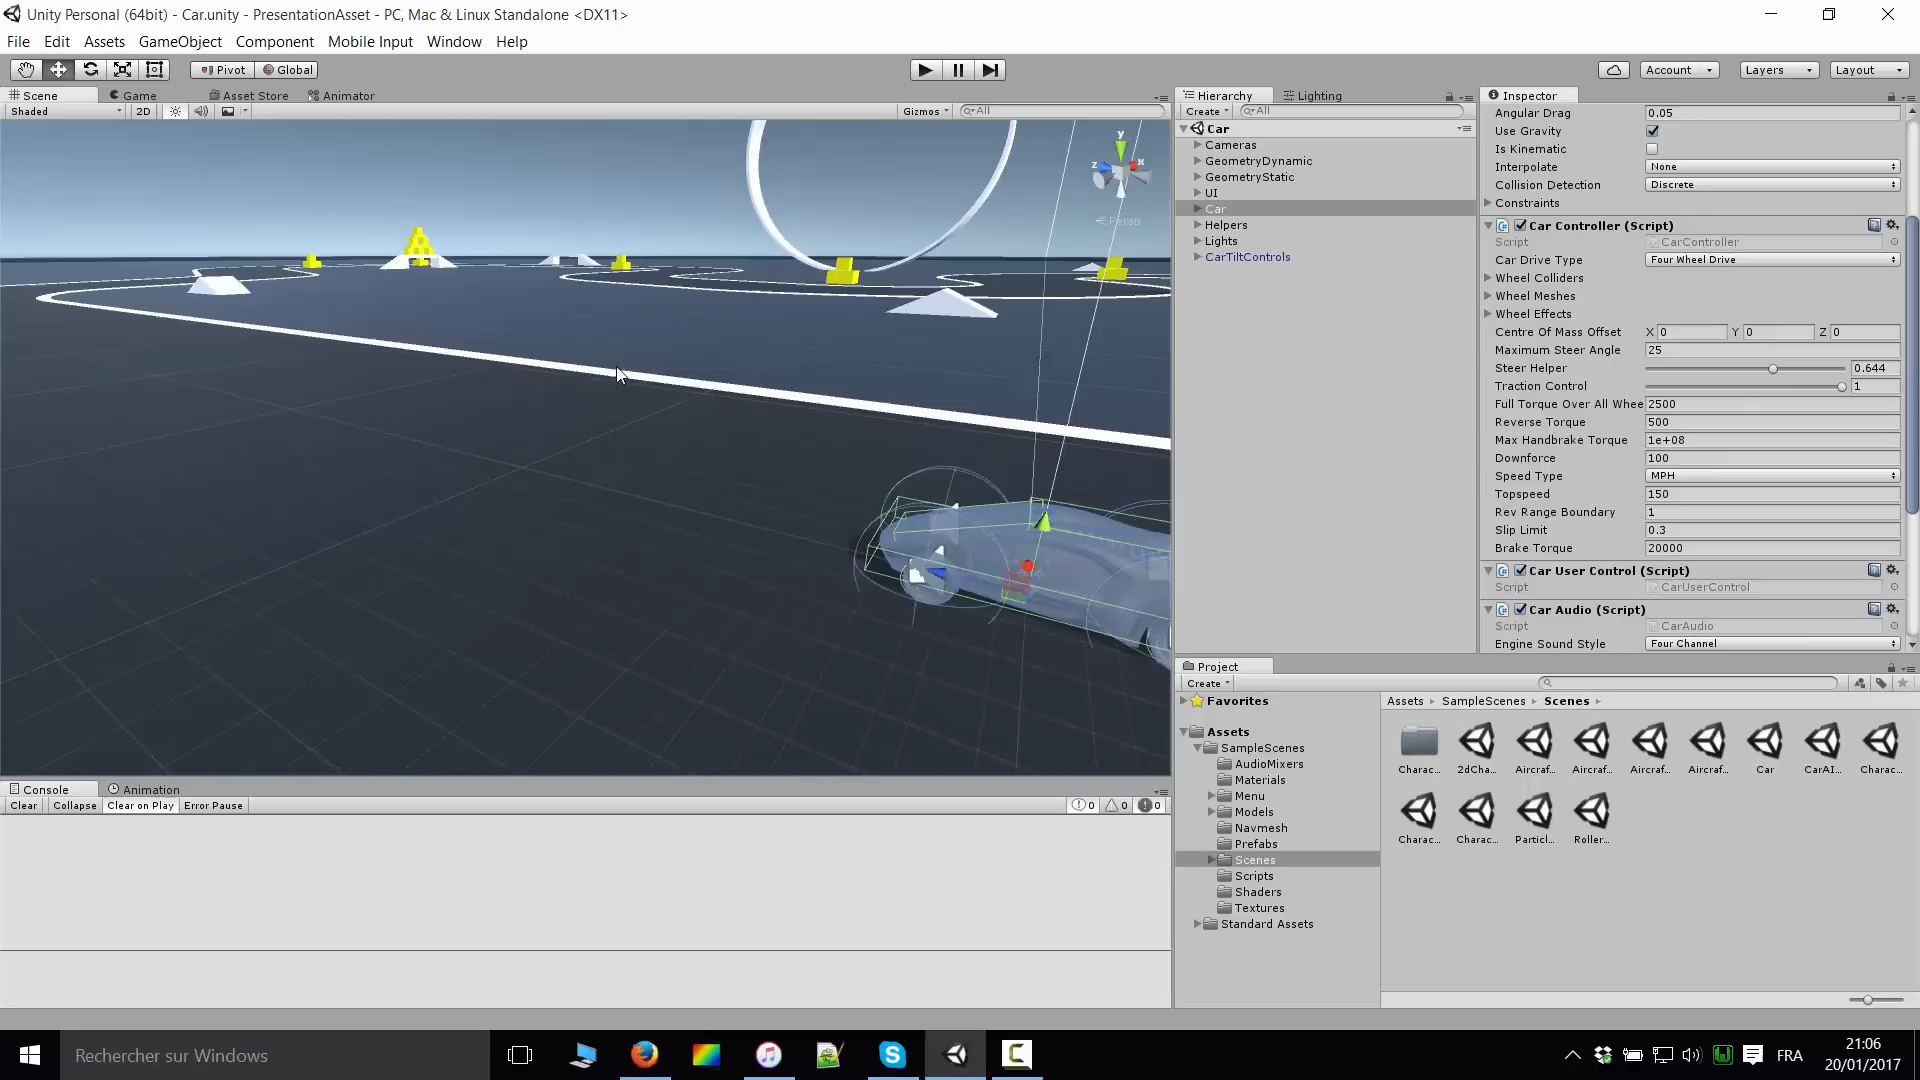 Unity Personal (64bit) - Car.unity - PresentationAsset - PC, Mac & Linux Standalone <DX11>
File Edit Assets GameObject Component Mobile Input Window Help
Pivot Global Account Layers Layout
Scene Game Asset Store Animator
Shaded 2D Gizmos All
y z x
Persp
Hierarchy Lighting
Create All
Car
Cameras
GeometryDynamic
GeometryStatic
UI
Car
Helpers
Lights
CarTiltControls
Inspector
Angular Drag 0.05
Use Gravity
Is Kinematic
Interpolate None
Collision Detection Discrete
Constraints
Car Controller (Script)
Script CarController
Car Drive Type Four Wheel Drive
Wheel Colliders
Wheel Meshes
Wheel Effects
Centre Of Mass Offset X 0 Y 0 Z 0
Maximum Steer Angle 25
Steer Helper 0.644
Traction Control 1
Full Torque Over All Whee 2500
Reverse Torque 500
Max Handbrake Torque 1e+08
Downforce 100
Speed Type MPH
Topspeed 150
Rev Range Boundary 1
Slip Limit 0.3
Brake Torque 20000
Car User Control (Script)
Script CarUserControl
Car Audio (Script)
Script CarAudio
Engine Sound Style Four Channel
Project
Create
Favorites
Assets
SampleScenes
AudioMixers
Materials
Menu
Models
Navmesh
Prefabs
Scenes
Scripts
Shaders
Textures
Standard Assets
Assets SampleScenes Scenes
Charac... 2dCha... Aircraf... Aircraf... Aircraf... Aircraf... Car CarAI... Charac...
Charac... Charac... Particl... Roller...
Console Animation
Clear Collapse Clear on Play Error Pause 0 0 0
Rechercher sur Windows
FRA
21:06
20/01/2017